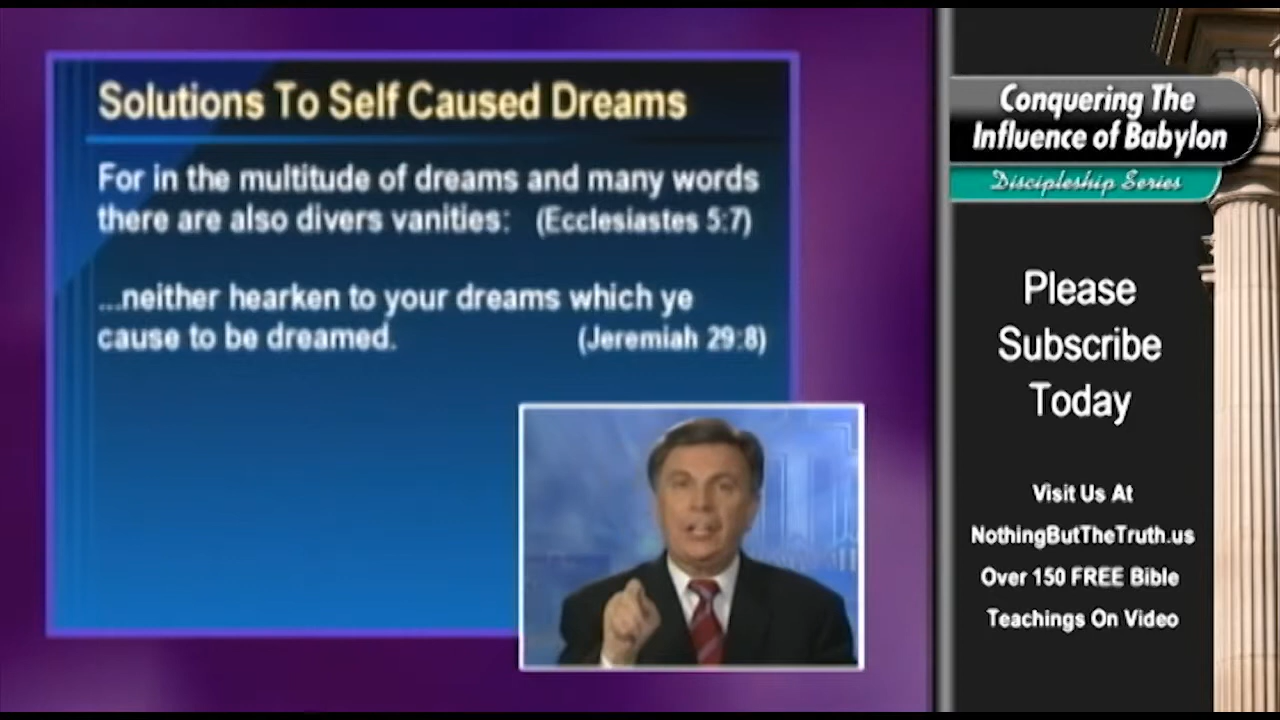 Solutions To Self Caused Dreams
For in the multitude of dreams and many words
there are also divers vanities: (Ecclesiastes 5:7)
...neither hearken to your dreams which ye
cause to be dreamed. (Jeremiah 29:8)
Conquering The
Influence of Babylon
Discipleship Series
Please
Subscribe
Today
Visit Us At
NothingButTheTruth.us
Over 150 FREE Bible
Teachings On Video